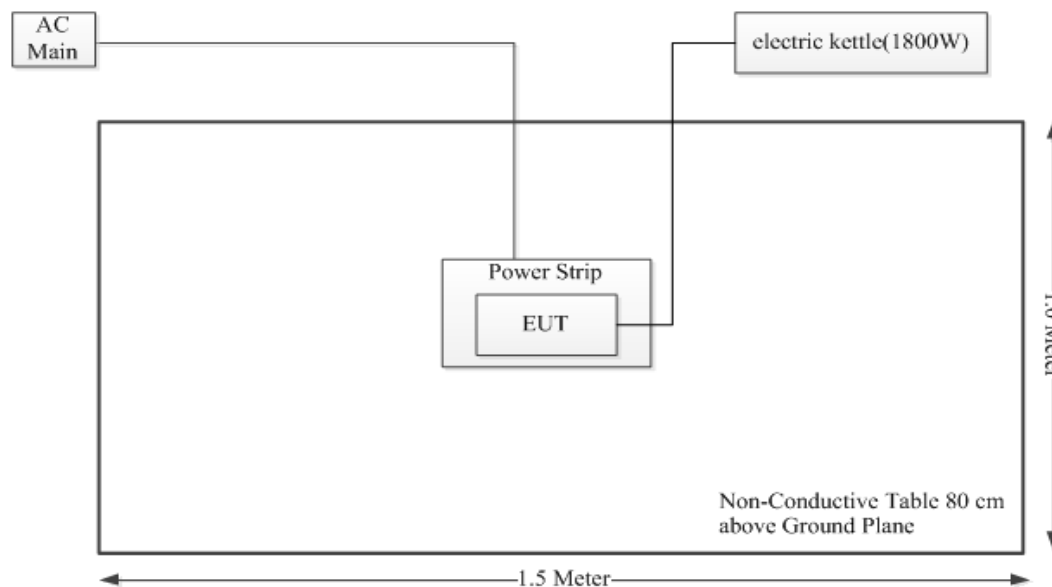 AC
Main
electric kettle(1800W)
Power Strip
EUT
Non-Conductive Table 80 cm
above Ground Plane
1.5 Meter